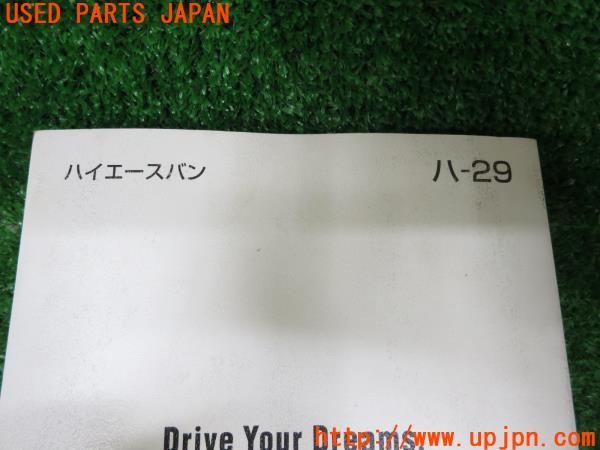 USED PARTS JAPAN
ハイエースバン
ハ-29
Drive Your Dreams.
http://www.upjpn.com/